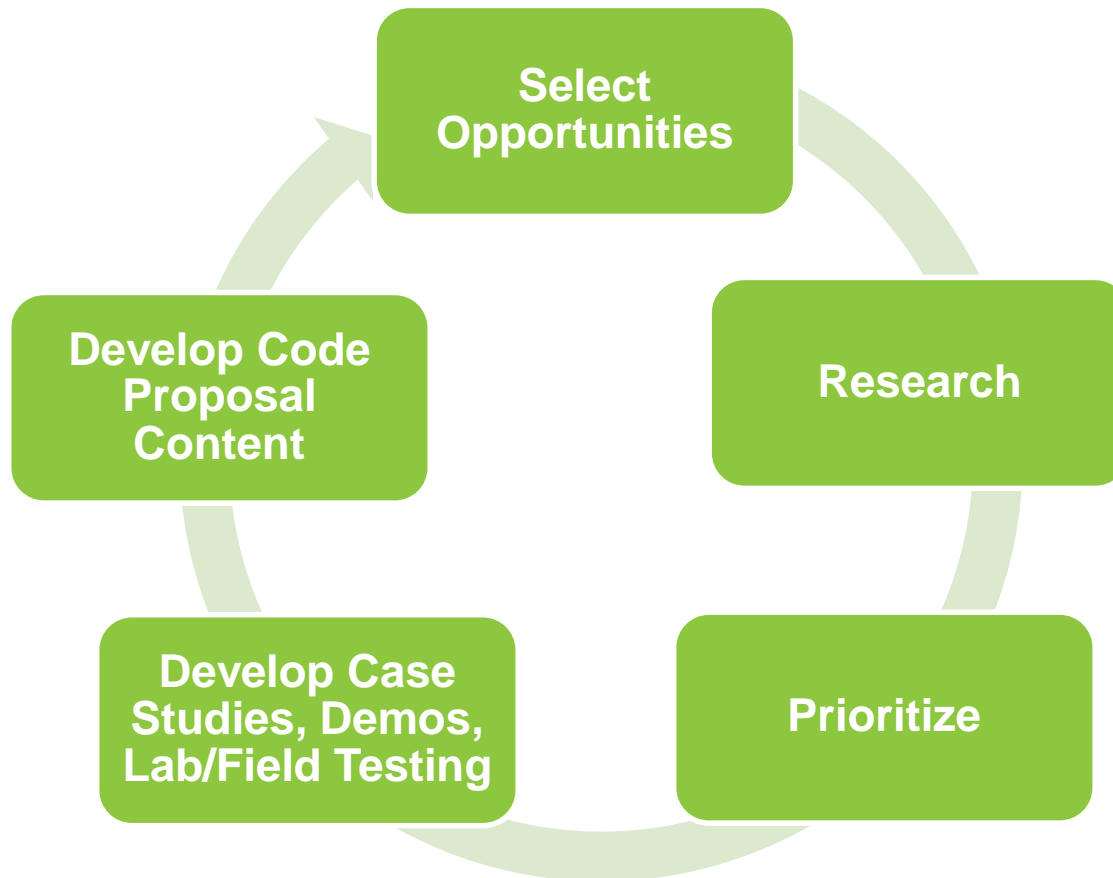 Select
Opportunities
Research
Prioritize
Develop Case
Studies, Demos,
Lab/Field Testing
Develop Code
Proposal
Content